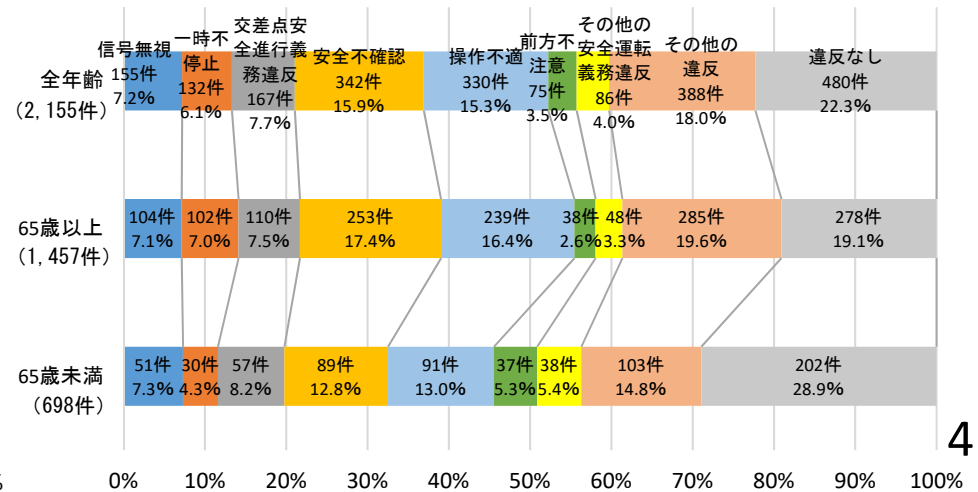 信号無視
155件
7.2%
一時不
停止
132件
6.1%
交差点安
全進行義
務違反
167件
7.7%
安全不確認
342件
15.9%
操作不適
330件
15.3%
前方不
注意
75件
3.5%
その他の
安全運転
義務違反
86件
4.0%
その他の
違反
388件
18.0%
違反なし
480件
22.3%
全年齢
（2,155件）
104件 102件 110件 253件 239件 38件 48件 285件 278件
7.1% 7.0% 7.5% 17.4% 16.4% 2.6% 3.3% 19.6% 19.1%
65歳以上
（1,457件）
51件 30件 57件 89件 91件 37件 38件 103件 202件
7.3% 4.3% 8.2% 12.8% 13.0% 5.3% 5.4% 14.8% 28.9%
65歳未満
（698件）
4
% 0% 10% 20% 30% 40% 50% 60% 70% 80% 90% 100%